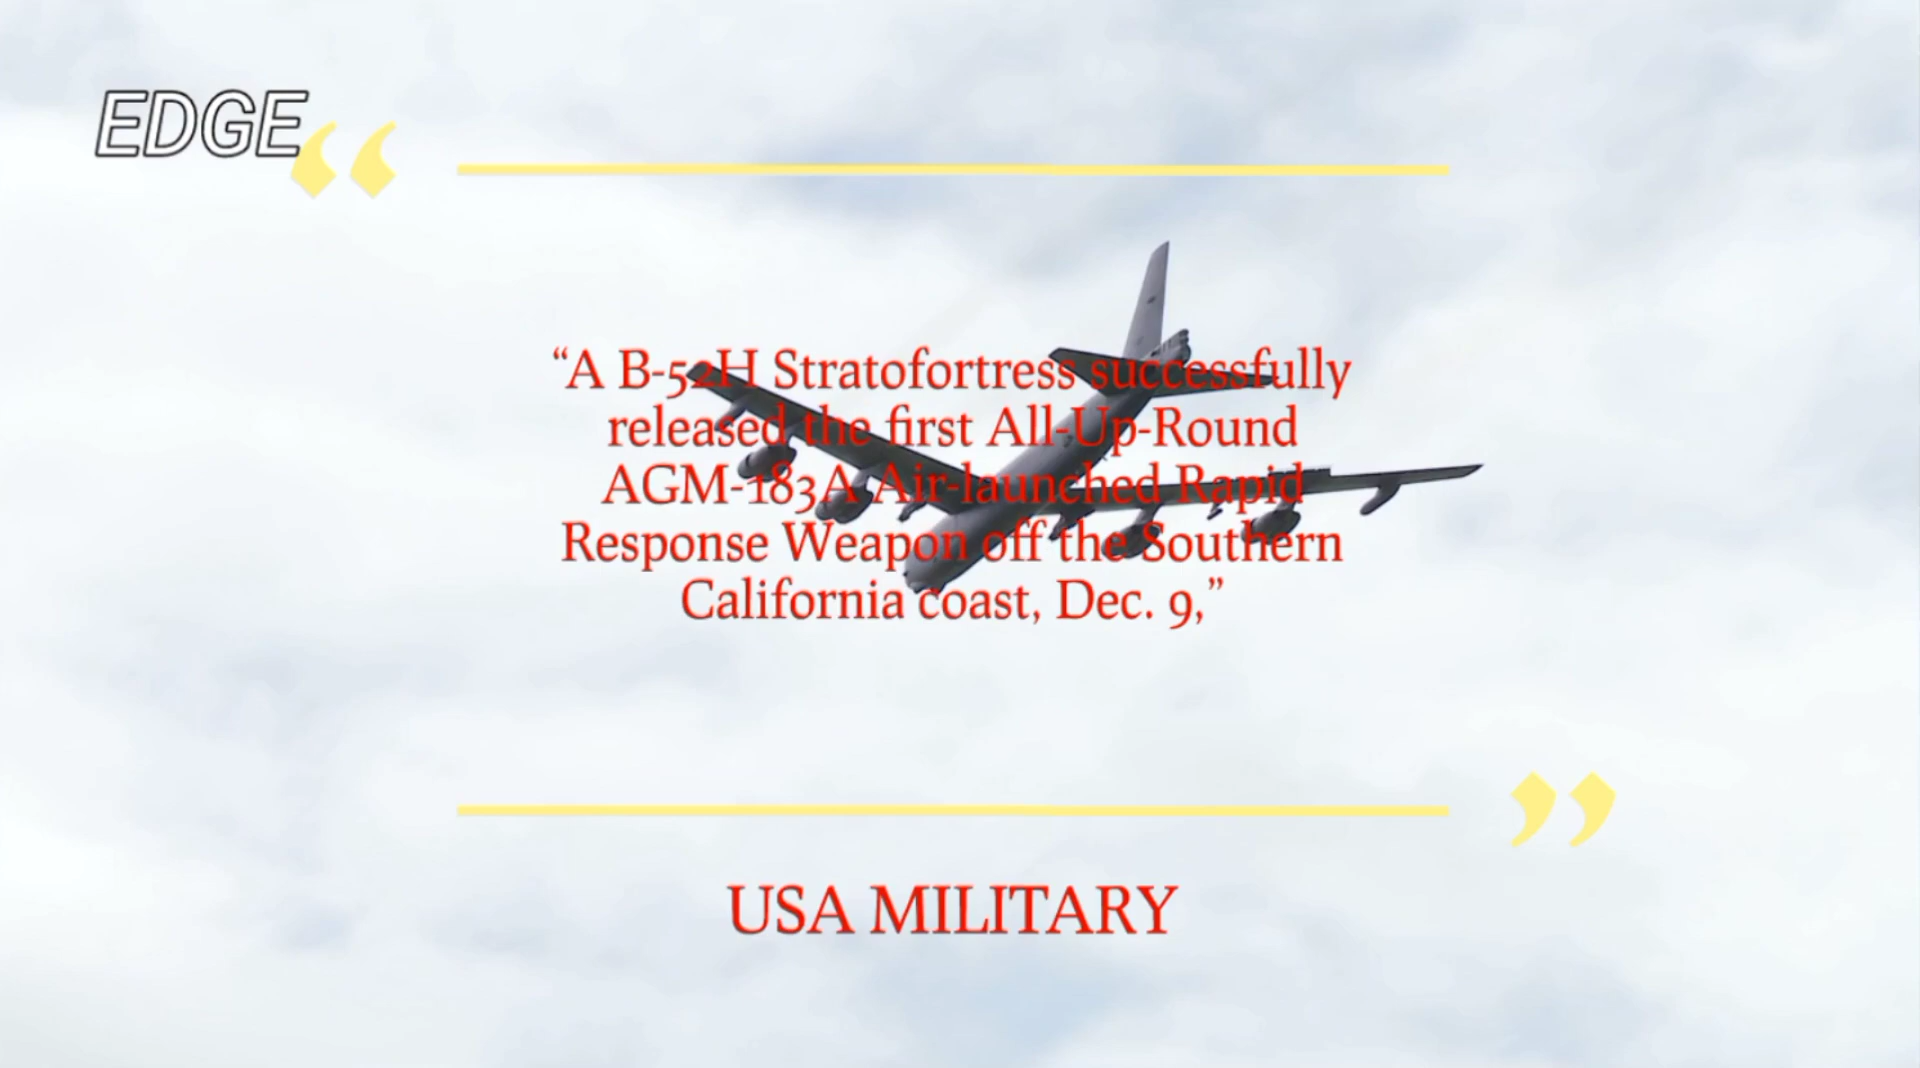 EDGE
“
“A B-52H Stratofortress successfully
released the first All-Up-Round
AGM-183A Air-launched Rapid
Response Weapon off the Southern
California coast, Dec. 9,”
”
USA MILITARY